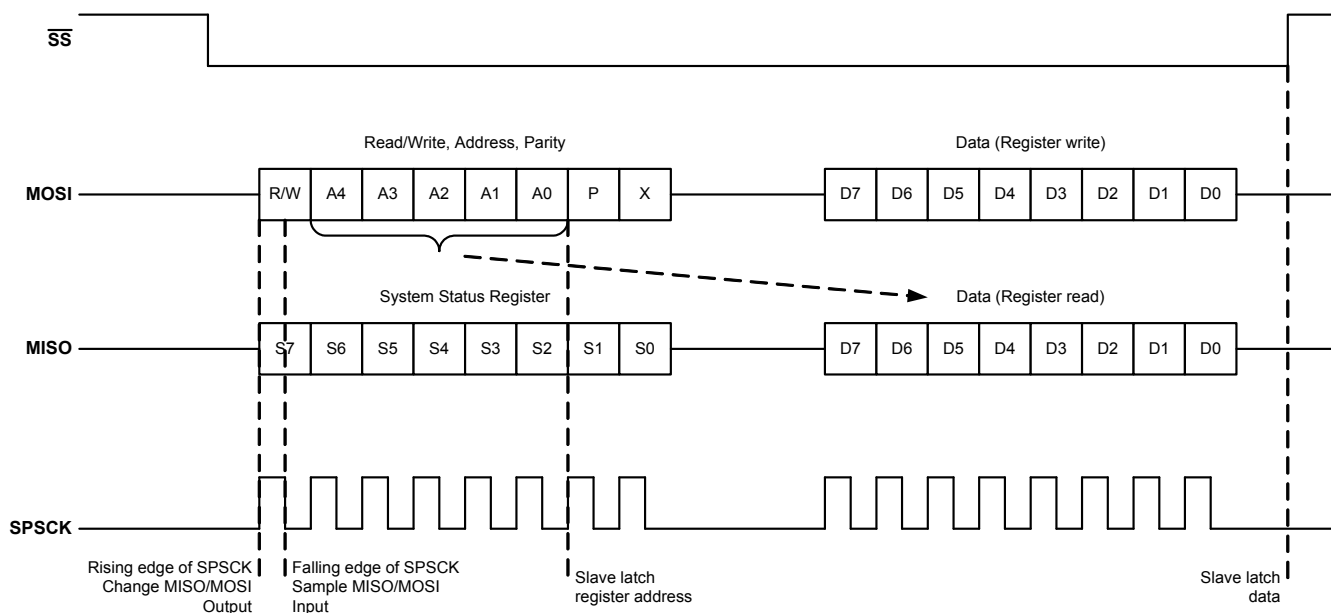 SS
Read/Write, Address, Parity
Data (Register write)
MOSI
R/W A4 A3 A2 A1 A0 P X
D7 D6 D5 D4 D3 D2 D1 D0
System Status Register
Data (Register read)
MISO
S7 S6 S5 S4 S3 S2 S1 S0
D7 D6 D5 D4 D3 D2 D1 D0
SPSCK
Rising edge of SPSCK
Change MISO/MOSI
Output
Falling edge of SPSCK
Sample MISO/MOSI
Input
Slave latch
register address
Slave latch
data